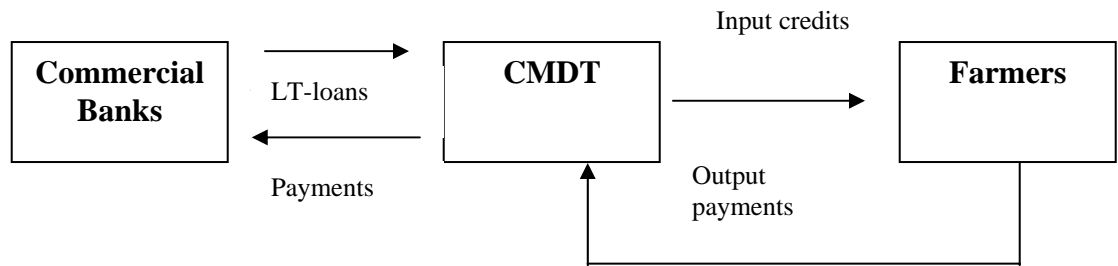 Input credits
Commercial
Banks
CMDT
Farmers
LT-loans
Payments
Output
payments